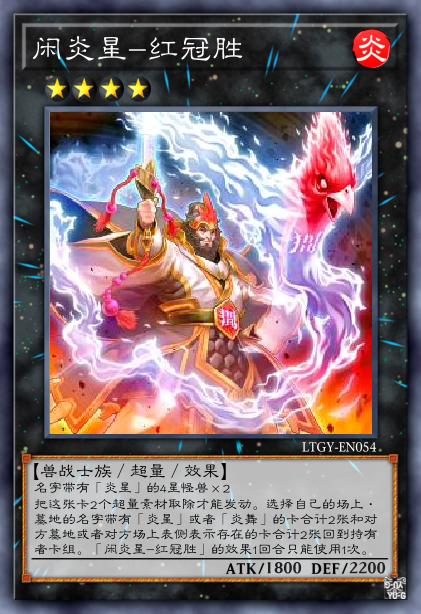 闲炎星-红冠胜
炎
LTGY-EN054
【兽战士族/超量/效果】
名字带有「炎星」的4星怪兽×2
把这张卡2个超量素材取除才能发动。选择自己的场上·
墓地的名字带有「炎星」或者「炎舞」的卡合计2张和对
方墓地或者对方场上表侧表示存在的卡合计2张回到持有
者卡组。「闲炎星-红冠胜」的效果1回合只能使用1次。
ATK/1800 DEF/2200